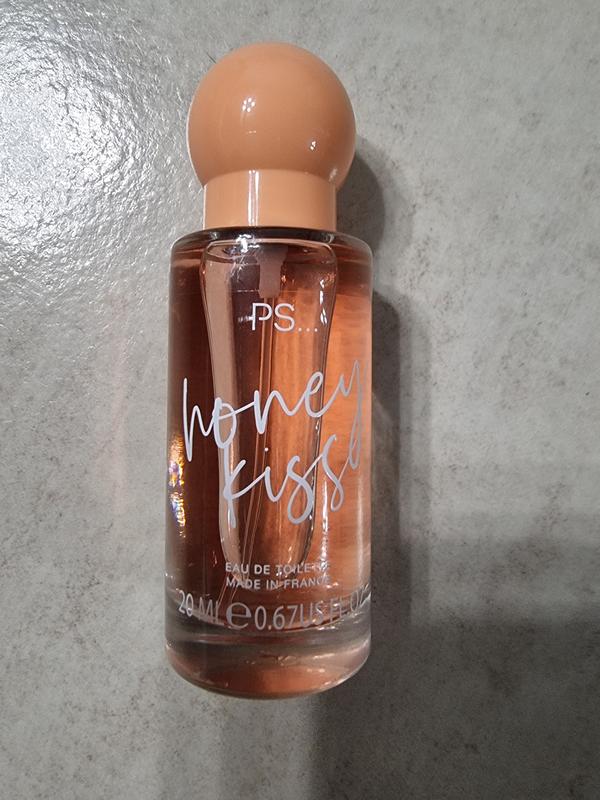 PS...
honey
kiss
EAU DE TOILETTE
MADE IN FRANCE
20 ML e 0.67US FL OZ